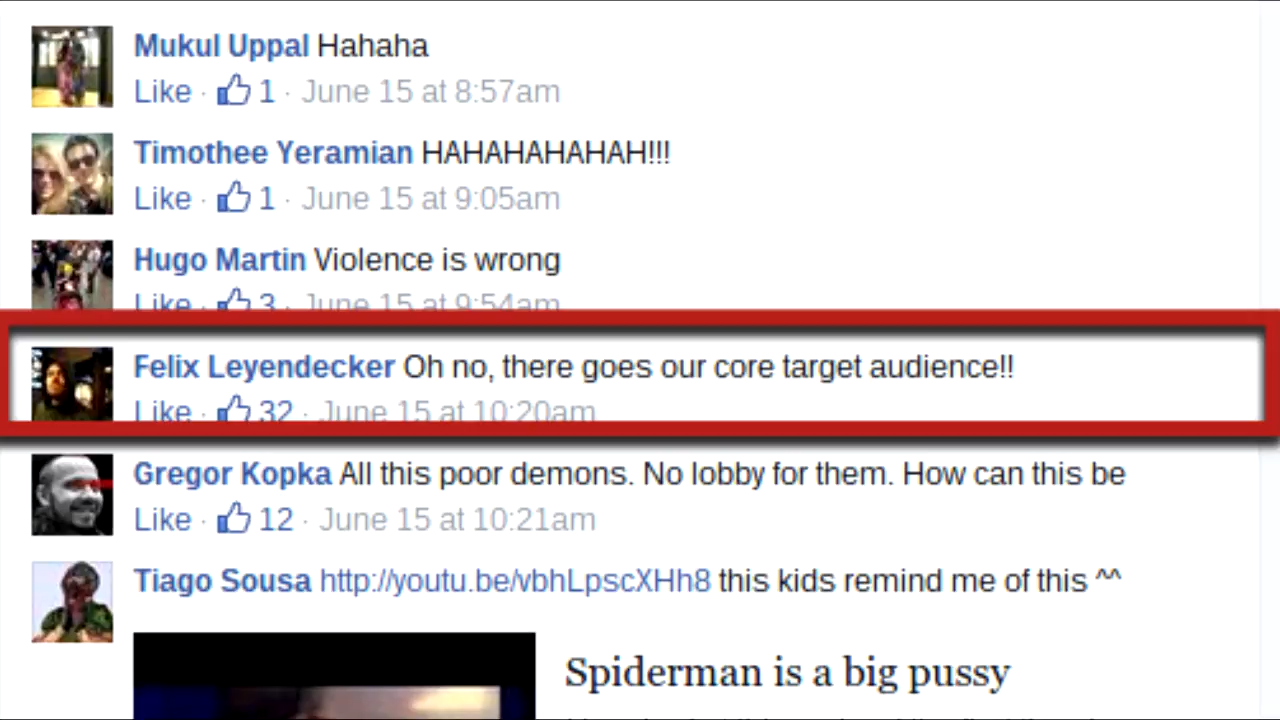 Mukul Uppal Hahaha
Like · 1 · June 15 at 8:57am
Timothee Yeramian HAHAHAHAHAH!!!
Like · 1 · June 15 at 9:05am
Hugo Martin Violence is wrong
Like · 3 · June 15 at 9:54am
Felix Leyendecker Oh no, there goes our core target audience!!
Like · 32 · June 15 at 10:20am
Gregor Kopka All this poor demons. No lobby for them. How can this be
Like · 12 · June 15 at 10:21am
Tiago Sousa http://youtu.be/vbhLpscXHh8 this kids remind me of this ^^
Spiderman is a big pussy